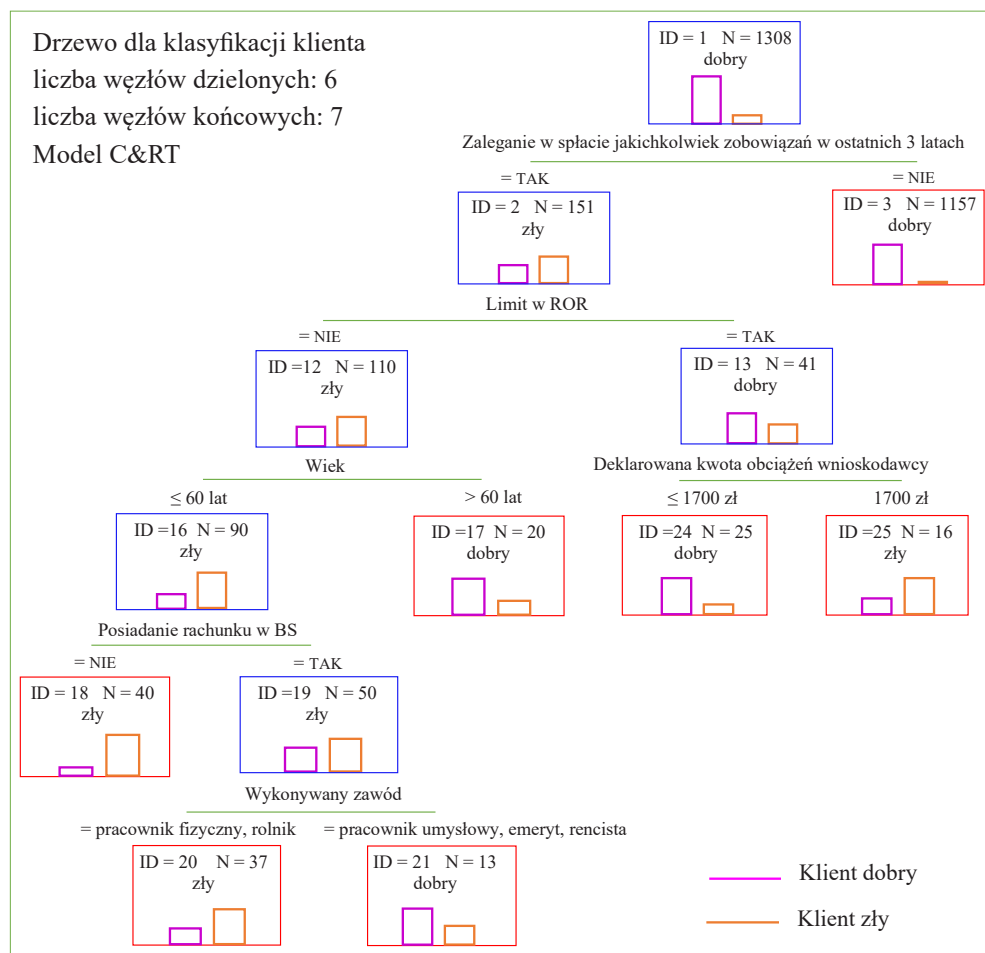 Drzewo dla klasyfikacji klienta
liczba węzłów dzielonych: 6
liczba węzłów końcowych: 7
Model C&RT
ID = 1 N = 1308
dobry
Zaleganie w spłacie jakichkolwiek zobowiązań w ostatnich 3 latach
= TAK
= NIE
ID = 2 N = 151
zły
ID = 3 N = 1157
dobry
Limit w ROR
= NIE
= TAK
ID =12 N = 110
zły
ID = 13 N = 41
dobry
Wiek
Deklarowana kwota obciążeń wnioskodawcy
≤ 60 lat
> 60 lat
≤ 1700 zł
1700 zł
ID =16 N = 90
zły
ID =17 N = 20
dobry
ID =24 N = 25
dobry
ID =25 N = 16
zły
Posiadanie rachunku w BS
= NIE
= TAK
ID = 18 N = 40
zły
ID =19 N = 50
zły
Wykonywany zawód
= pracownik fizyczny, rolnik
= pracownik umysłowy, emeryt, rencista
ID = 20 N = 37
zły
ID = 21 N = 13
dobry
Klient dobry
Klient zły